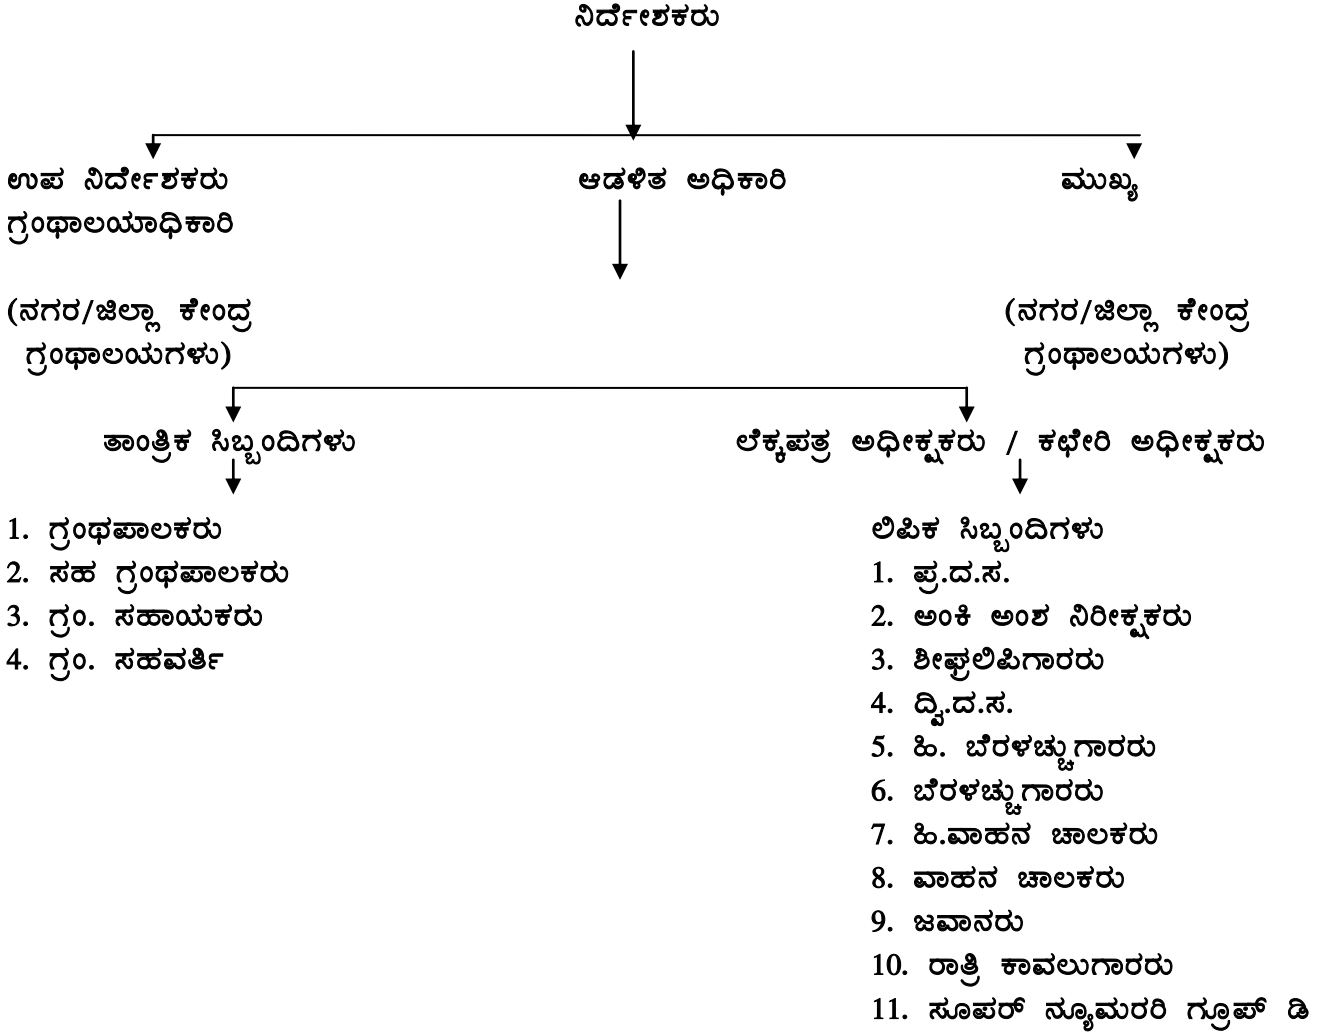 ನಿರ್ದೇಶಕರು
ಉಪ ನಿರ್ದೇಶಕರು ಆಡಳಿತ ಅಧಿಕಾರಿ ಮುಖ್ಯ
ಗ್ರಂಥಾಲಯಾಧಿಕಾರಿ
(ನಗರ/ಜಿಲ್ಲಾ ಕೇಂದ್ರ (ನಗರ/ಜಿಲ್ಲಾ ಕೇಂದ್ರ
ಗ್ರಂಥಾಲಯಗಳು) ಗ್ರಂಥಾಲಯಗಳು)
ತಾಂತ್ರಿಕ ಸಿಬ್ಬಂದಿಗಳು ಲೆಕ್ಕಪತ್ರ ಅಧೀಕ್ಷಕರು / ಕಛೇರಿ ಅಧೀಕ್ಷಕರು
1. ಗ್ರಂಥಪಾಲಕರು ಲಿಪಿಕ ಸಿಬ್ಬಂದಿಗಳು
2. ಸಹ ಗ್ರಂಥಪಾಲಕರು 1. ಪ್ರ.ದ.ಸ.
3. ಗ್ರಂ. ಸಹಾಯಕರು 2. ಅಂಕಿ ಅಂಶ ನಿರೀಕ್ಷಕರು
4. ಗ್ರಂ. ಸಹವರ್ತಿ 3. ಶೀಘ್ರಲಿಪಿಗಾರರು
4. ದ್ವಿ.ದ.ಸ.
5. ಹಿ. ಬೆರಳಚ್ಚುಗಾರರು
6. ಬೆರಳಚ್ಚುಗಾರರು
7. ಹಿ.ವಾಹನ ಚಾಲಕರು
8. ವಾಹನ ಚಾಲಕರು
9. ಜವಾನರು
10. ರಾತ್ರಿ ಕಾವಲುಗಾರರು
11. ಸೂಪರ್ ನ್ಯೂಮರರಿ ಗ್ರೂಪ್ ಡಿ